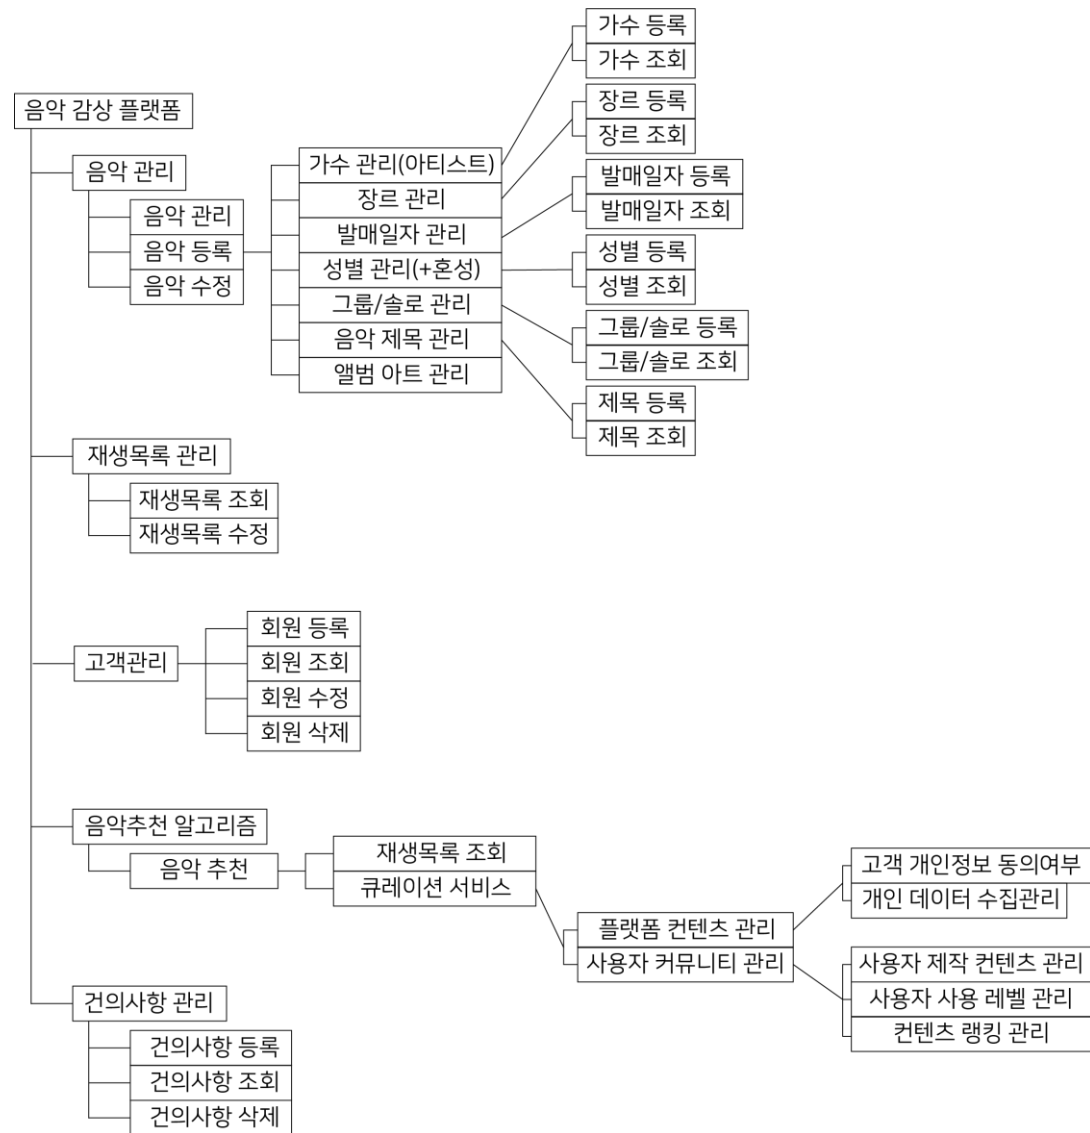 음악 감상 플랫폼
음악 관리
음악 관리
음악 등록
음악 수정
가수 관리(아티스트)
장르 관리
발매일자 관리
성별 관리(+혼성)
그룹/솔로 관리
음악 제목 관리
앨범 아트 관리
가수 등록
가수 조회
장르 등록
장르 조회
발매일자 등록
발매일자 조회
성별 등록
성별 조회
그룹/솔로 등록
그룹/솔로 조회
제목 등록
제목 조회
재생목록 관리
재생목록 조회
재생목록 수정
고객관리
회원 등록
회원 조회
회원 수정
회원 삭제
음악추천 알고리즘
음악 추천
재생목록 조회
큐레이션 서비스
플랫폼 컨텐츠 관리
사용자 커뮤니티 관리
고객 개인정보 동의여부
개인 데이터 수집관리
사용자 제작 컨텐츠 관리
사용자 사용 레벨 관리
컨텐츠 랭킹 관리
건의사항 관리
건의사항 등록
건의사항 조회
건의사항 삭제